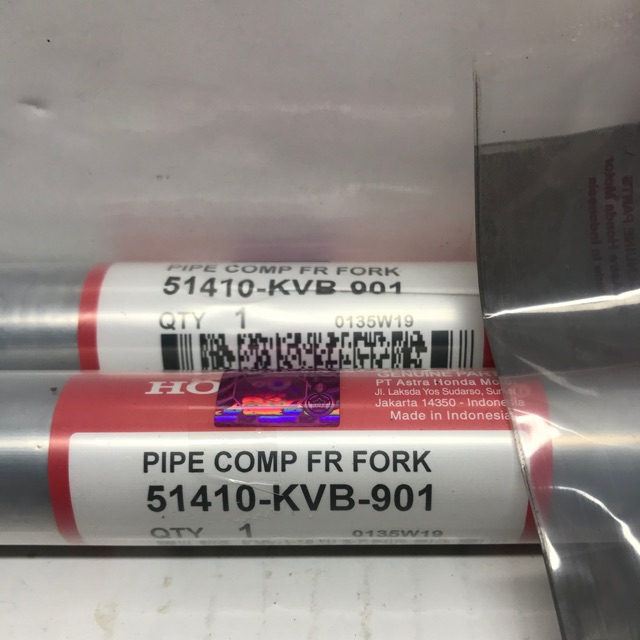 PIPE COMP FR FORK
51410-KVB-901
QTY 1 0135W19
HO
GENUINE PAR
PT Astra Honda Mo
Jl. Laksda Yos Sudarso, Sun
Jakarta 14350 - Indonesia
Made in Indonesia
PIPE COMP FR FORK
51410-KVB-901
QTY 1 0135W19